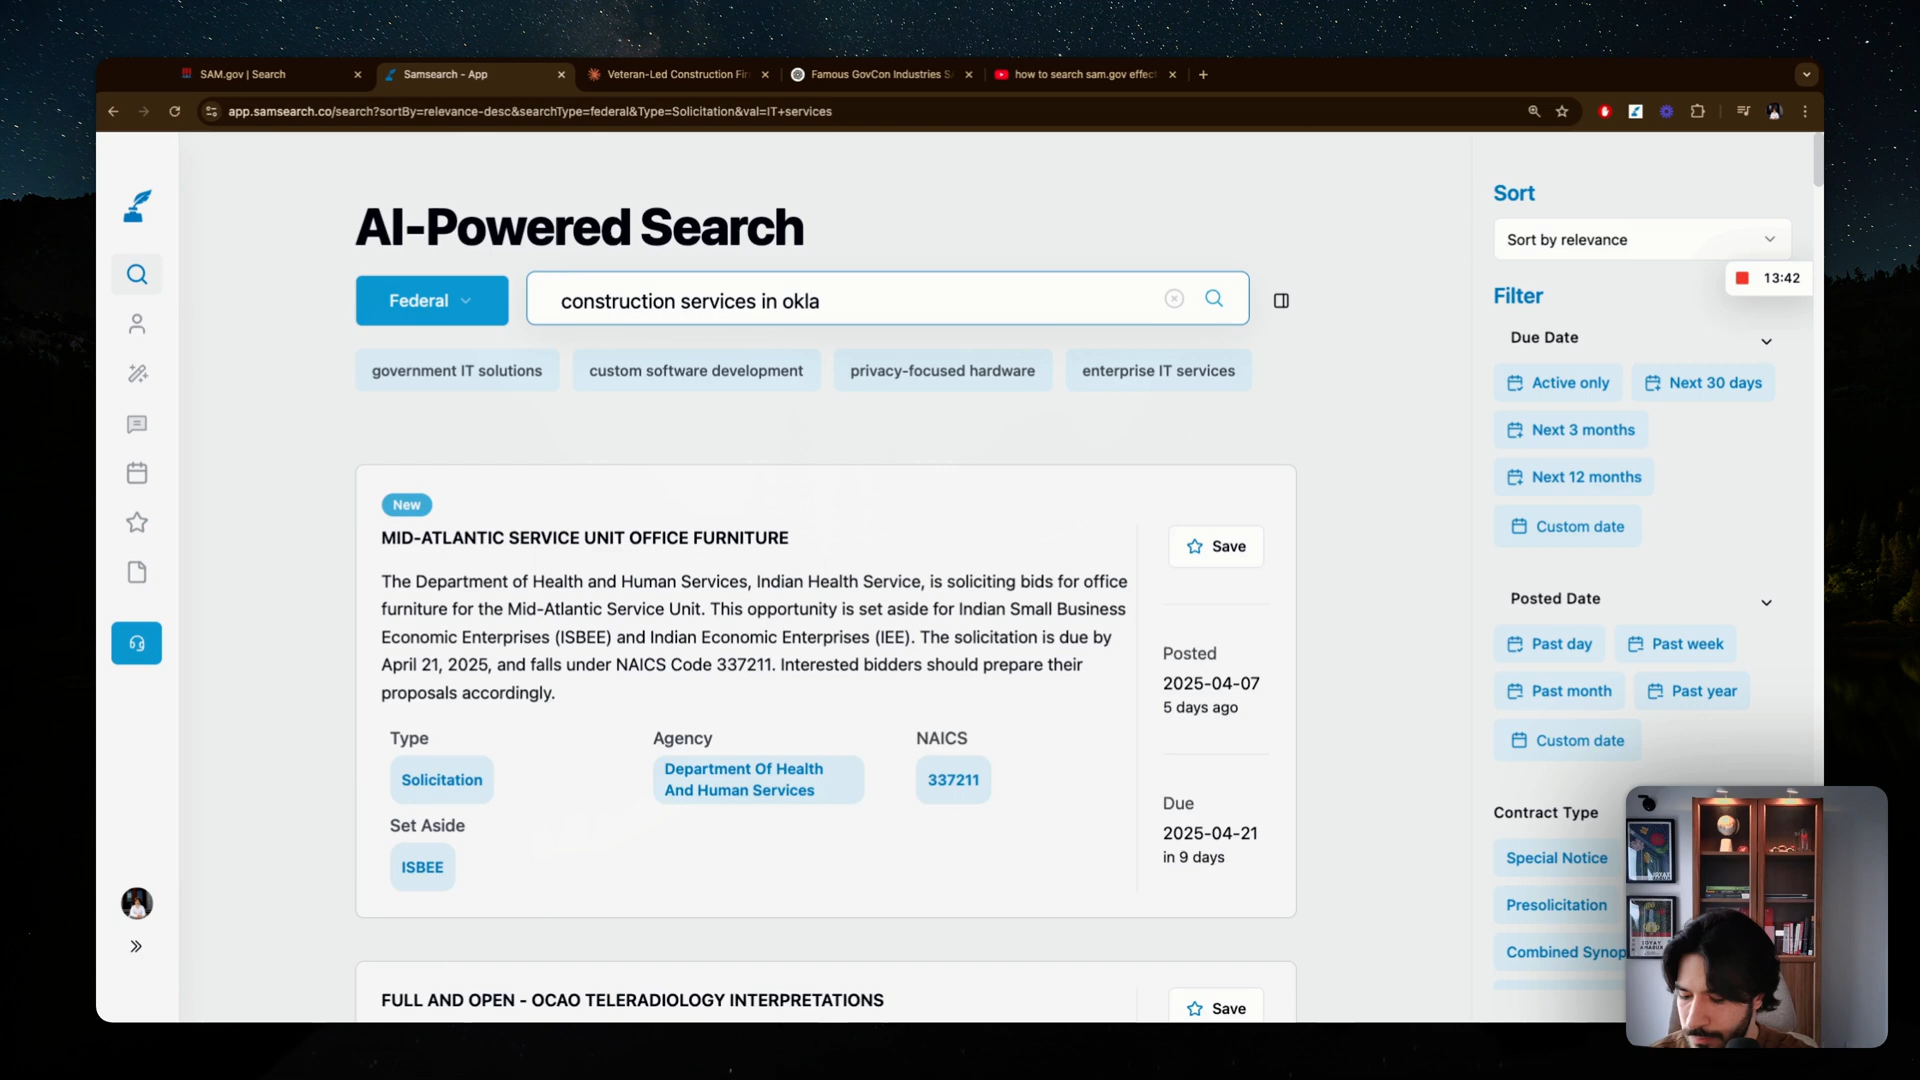 SAM.gov | Search
Samsearch - App
Veteran-Led Construction Fir
Famous GovCon Industries S
how to search sam.gov effect
app.samsearch.co/search?sortBy=relevance-desc&searchType=federal&Type=Solicitation&val=IT+services
AI-Powered Search
Federal
construction services in okla
government IT solutions
custom software development
privacy-focused hardware
enterprise IT services
New
MID-ATLANTIC SERVICE UNIT OFFICE FURNITURE
The Department of Health and Human Services, Indian Health Service, is soliciting bids for office
furniture for the Mid-Atlantic Service Unit. This opportunity is set aside for Indian Small Business
Economic Enterprises (ISBEE) and Indian Economic Enterprises (IEE). The solicitation is due by
April 21, 2025, and falls under NAICS Code 337211. Interested bidders should prepare their
proposals accordingly.
Type
Solicitation
Agency
Department Of Health
And Human Services
NAICS
337211
Set Aside
ISBEE
Save
Posted
2025-04-07
5 days ago
Due
2025-04-21
in 9 days
FULL AND OPEN - OCAO TELERADIOLOGY INTERPRETATIONS
Save
Sort
Sort by relevance
13:42
Filter
Due Date
Active only
Next 30 days
Next 3 months
Next 12 months
Custom date
Posted Date
Past day
Past week
Past month
Past year
Custom date
Contract Type
Special Notice
Presolicitation
Combined Synop